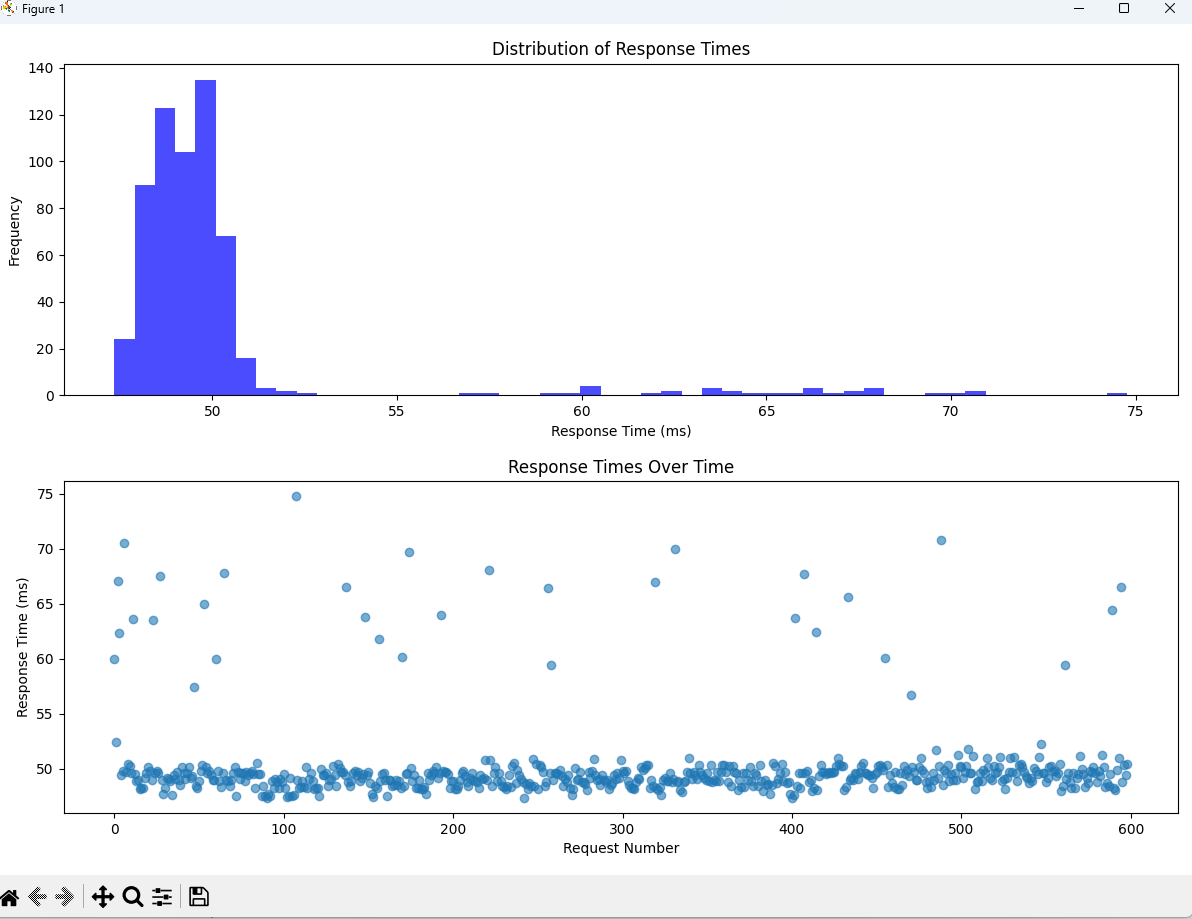 Figure 1
Distribution of Response Times
140
120
100
80
60
40
20
0
Frequency
50 55 60 65 70 75
Response Time (ms)
Response Times Over Time
75
70
65
60
55
50
Response Time (ms)
0 100 200 300 400 500 600
Request Number